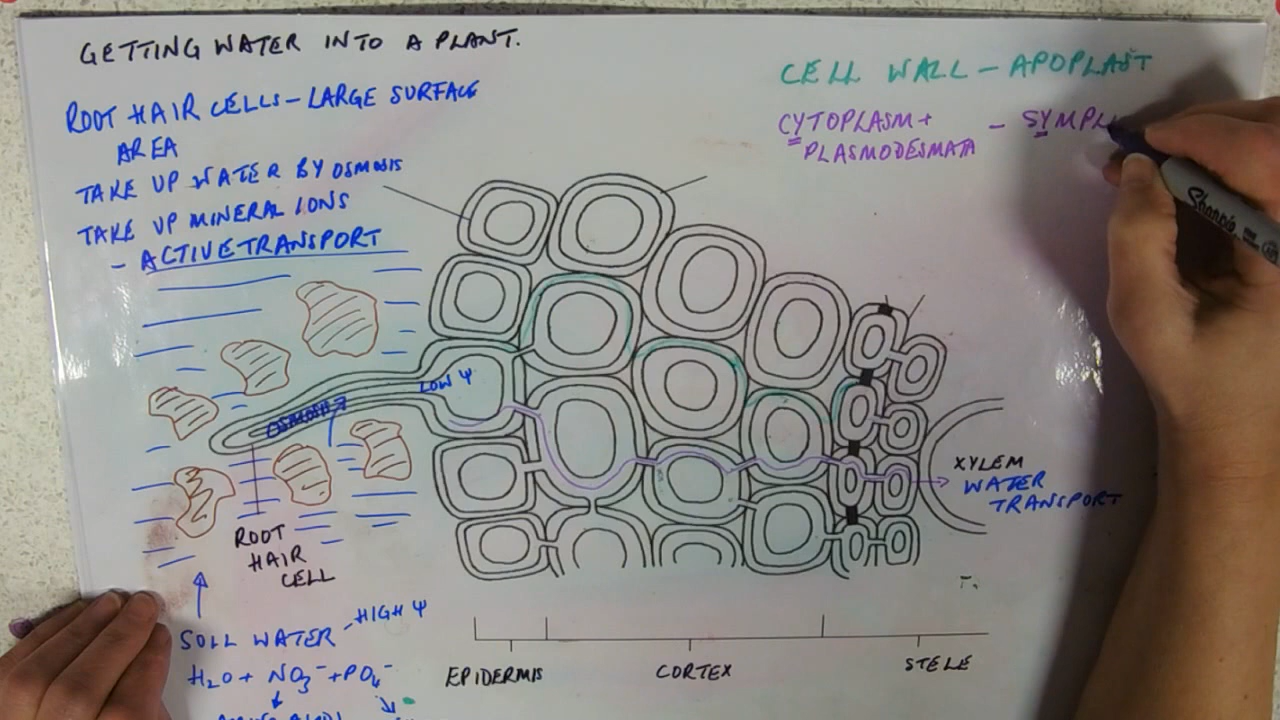 GETTING WATER INTO A PLANT.
ROOT HAIR CELLS - LARGE SURFACE
AREA
TAKE UP WATER BY OSMOSIS
TAKE UP MINERAL IONS
- ACTIVE TRANSPORT
CELL WALL - APOPLAST
CYTOPLASM + - SYMPL
PLASMODESMATA
Sharpie
LOW Ψ
OSMOSIS
XYLEM
WATER
TRANSPORT
ROOT
HAIR
CELL
SOIL WATER - HIGH Ψ
H2O + NO3- + PO4-
EPIDERMIS CORTEX STELE